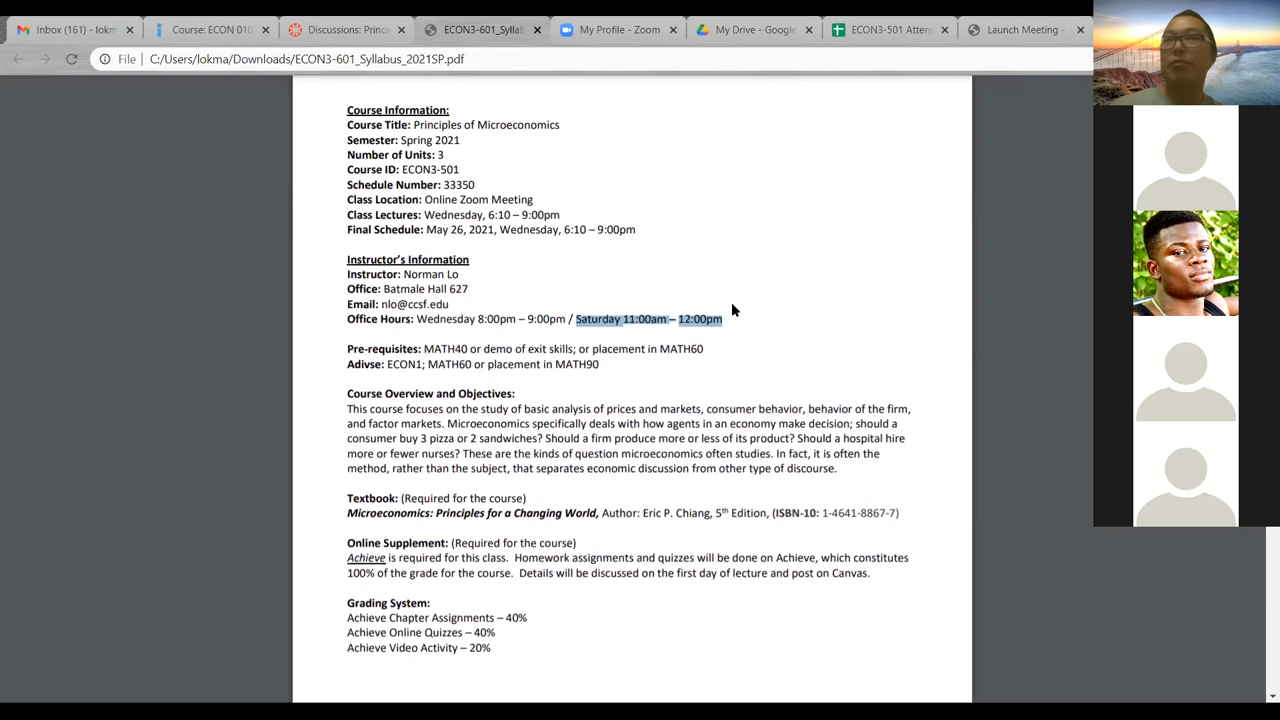 Inbox (161) - lokm
Course: ECON 010
Discussions: Princi
ECON3-601_Syllab
My Profile - Zoom
My Drive - Google
ECON3-501 Atten
Launch Meeting -
File
C:/Users/lokma/Downloads/ECON3-601_Syllabus_2021SP.pdf
Course Information:
Course Title: Principles of Microeconomics
Semester: Spring 2021
Number of Units: 3
Course ID: ECON3-501
Schedule Number: 33350
Class Location: Online Zoom Meeting
Class Lectures: Wednesday, 6:10 – 9:00pm
Final Schedule: May 26, 2021, Wednesday, 6:10 – 9:00pm
Instructor's Information
Instructor: Norman Lo
Office: Batmale Hall 627
Email: nlo@ccsf.edu
Office Hours: Wednesday 8:00pm – 9:00pm / Saturday 11:00am – 12:00pm
Pre-requisites: MATH40 or demo of exit skills; or placement in MATH60
Adivse: ECON1; MATH60 or placement in MATH90
Course Overview and Objectives:
This course focuses on the study of basic analysis of prices and markets, consumer behavior, behavior of the firm,
and factor markets. Microeconomics specifically deals with how agents in an economy make decision; should a
consumer buy 3 pizza or 2 sandwiches? Should a firm produce more or less of its product? Should a hospital hire
more or fewer nurses? These are the kinds of question microeconomics often studies. In fact, it is often the
method, rather than the subject, that separates economic discussion from other type of discourse.
Textbook: (Required for the course)
Microeconomics: Principles for a Changing World, Author: Eric P. Chiang, 5th Edition, (ISBN-10: 1-4641-8867-7)
Online Supplement: (Required for the course)
Achieve is required for this class. Homework assignments and quizzes will be done on Achieve, which constitutes
100% of the grade for the course. Details will be discussed on the first day of lecture and post on Canvas.
Grading System:
Achieve Chapter Assignments – 40%
Achieve Online Quizzes – 40%
Achieve Video Activity – 20%